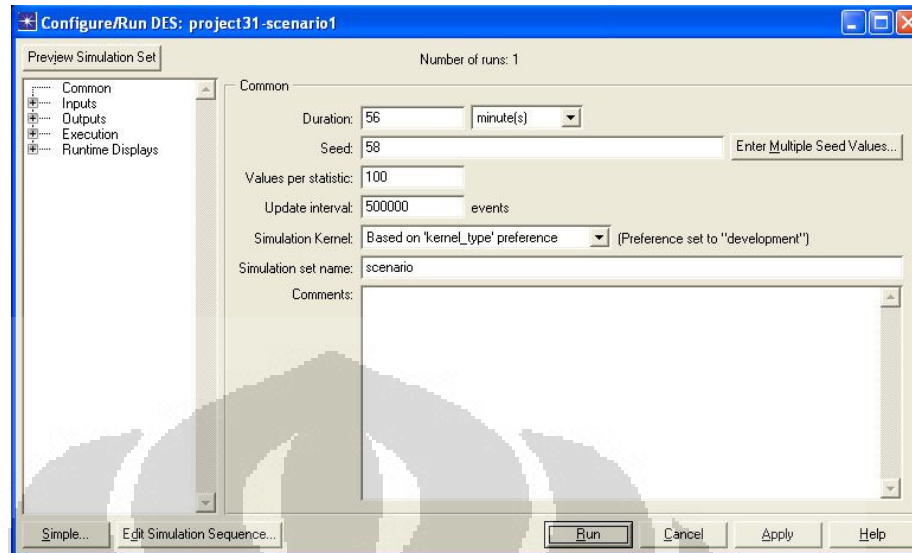 Configure/Run DES: project31-scenario1
Preview Simulation Set
Number of runs: 1
Common
Inputs
Outputs
Execution
Runtime Displays
Common
Duration: 56 minute(s)
Seed: 58 Enter Multiple Seed Values...
Values per statistic: 100
Update interval: 500000 events
Simulation Kernel: Based on 'kernel_type' preference (Preference set to "development")
Simulation set name: scenario
Comments:
Simple... Edit Simulation Sequence... Run Cancel Apply Help